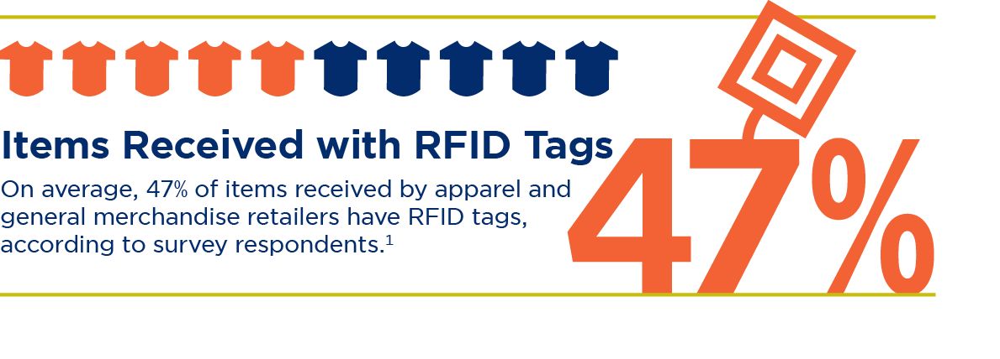 Items Received with RFID Tags
On average, 47% of items received by apparel and
general merchandise retailers have RFID tags,
according to survey respondents.1
47%